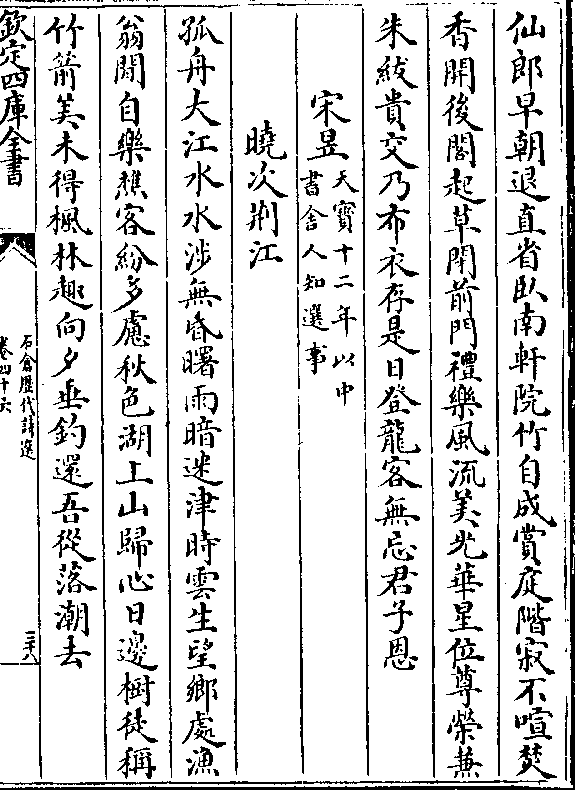 仙郎早朝退直省臥南軒院竹自成賞庭階寂不喧焚
香開後閣起草閉前門禮樂風流美光華星位尊榮兼
朱紱貴交乃布衣存是日登龍客無忘君子恩
宋昱天寶十二年以中
書舍人知選事
曉次荆江
孤舟大江水水涉無昏曙雨暗迷津時雲生望鄉處漁
翁閒自樂樵客紛多慮秋色湖上山歸心日邊樹徒稱
竹箭美未得楓林趣向夕垂釣還吾從落潮去
欽定四庫全書
石倉歷代詩選
卷四十六
三六